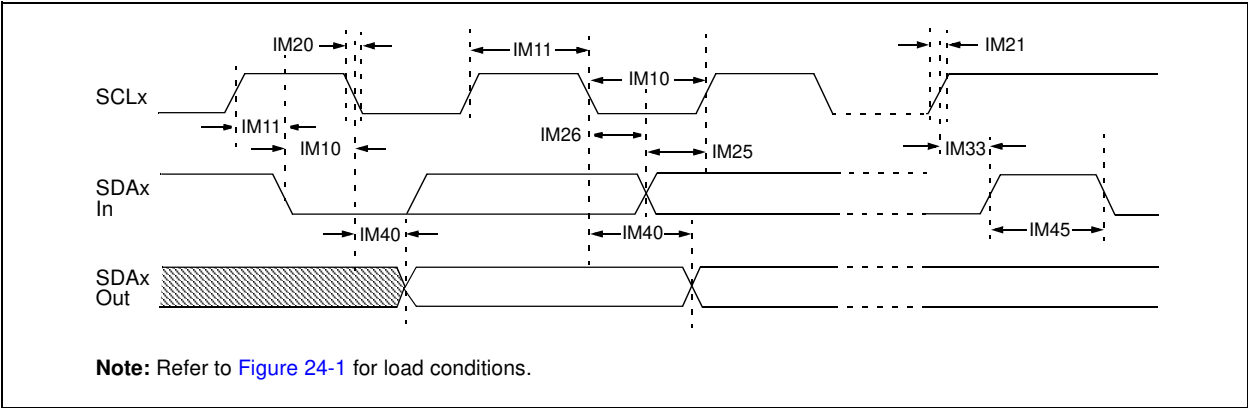 IM20
IM11
IM21
IM10
SCLx
IM11
IM26
IM10
IM25
IM33
SDAx
In
IM40
IM40
IM45
SDAx
Out
Note: Refer to Figure 24-1 for load conditions.